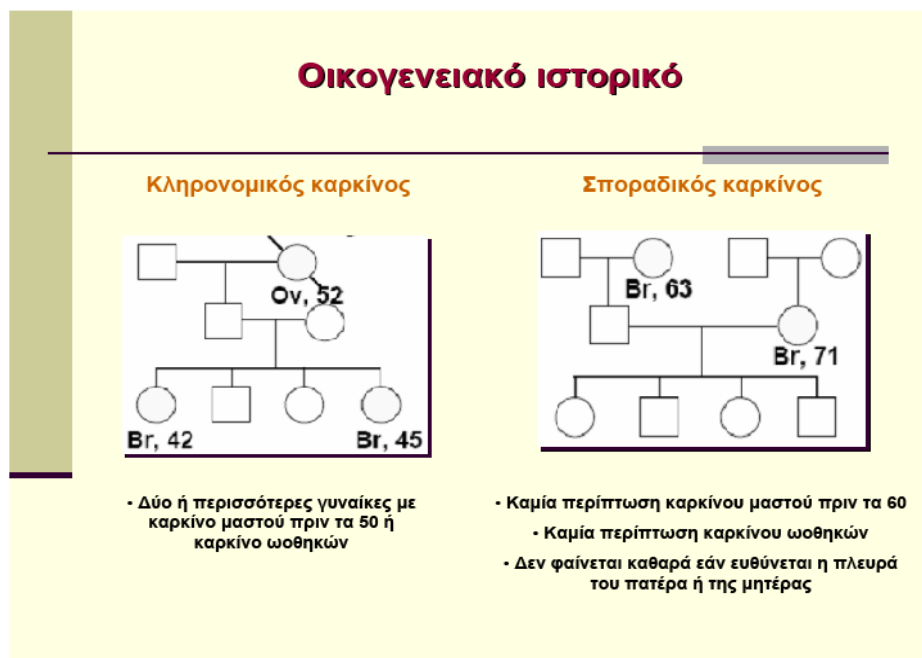 Οικογενειακό ιστορικό
Κληρονομικός καρκίνος
Σποραδικός καρκίνος
Ov, 52
Br, 42
Br, 45
Br, 63
Br, 71
• Δύο ή περισσότερες γυναίκες με
καρκίνο μαστού πριν τα 50 ή
καρκίνο ωοθηκών
• Καμία περίπτωση καρκίνου μαστού πριν τα 60
• Καμία περίπτωση καρκίνου ωοθηκών
• Δεν φαίνεται καθαρά εάν ευθύνεται η πλευρά
του πατέρα ή της μητέρας